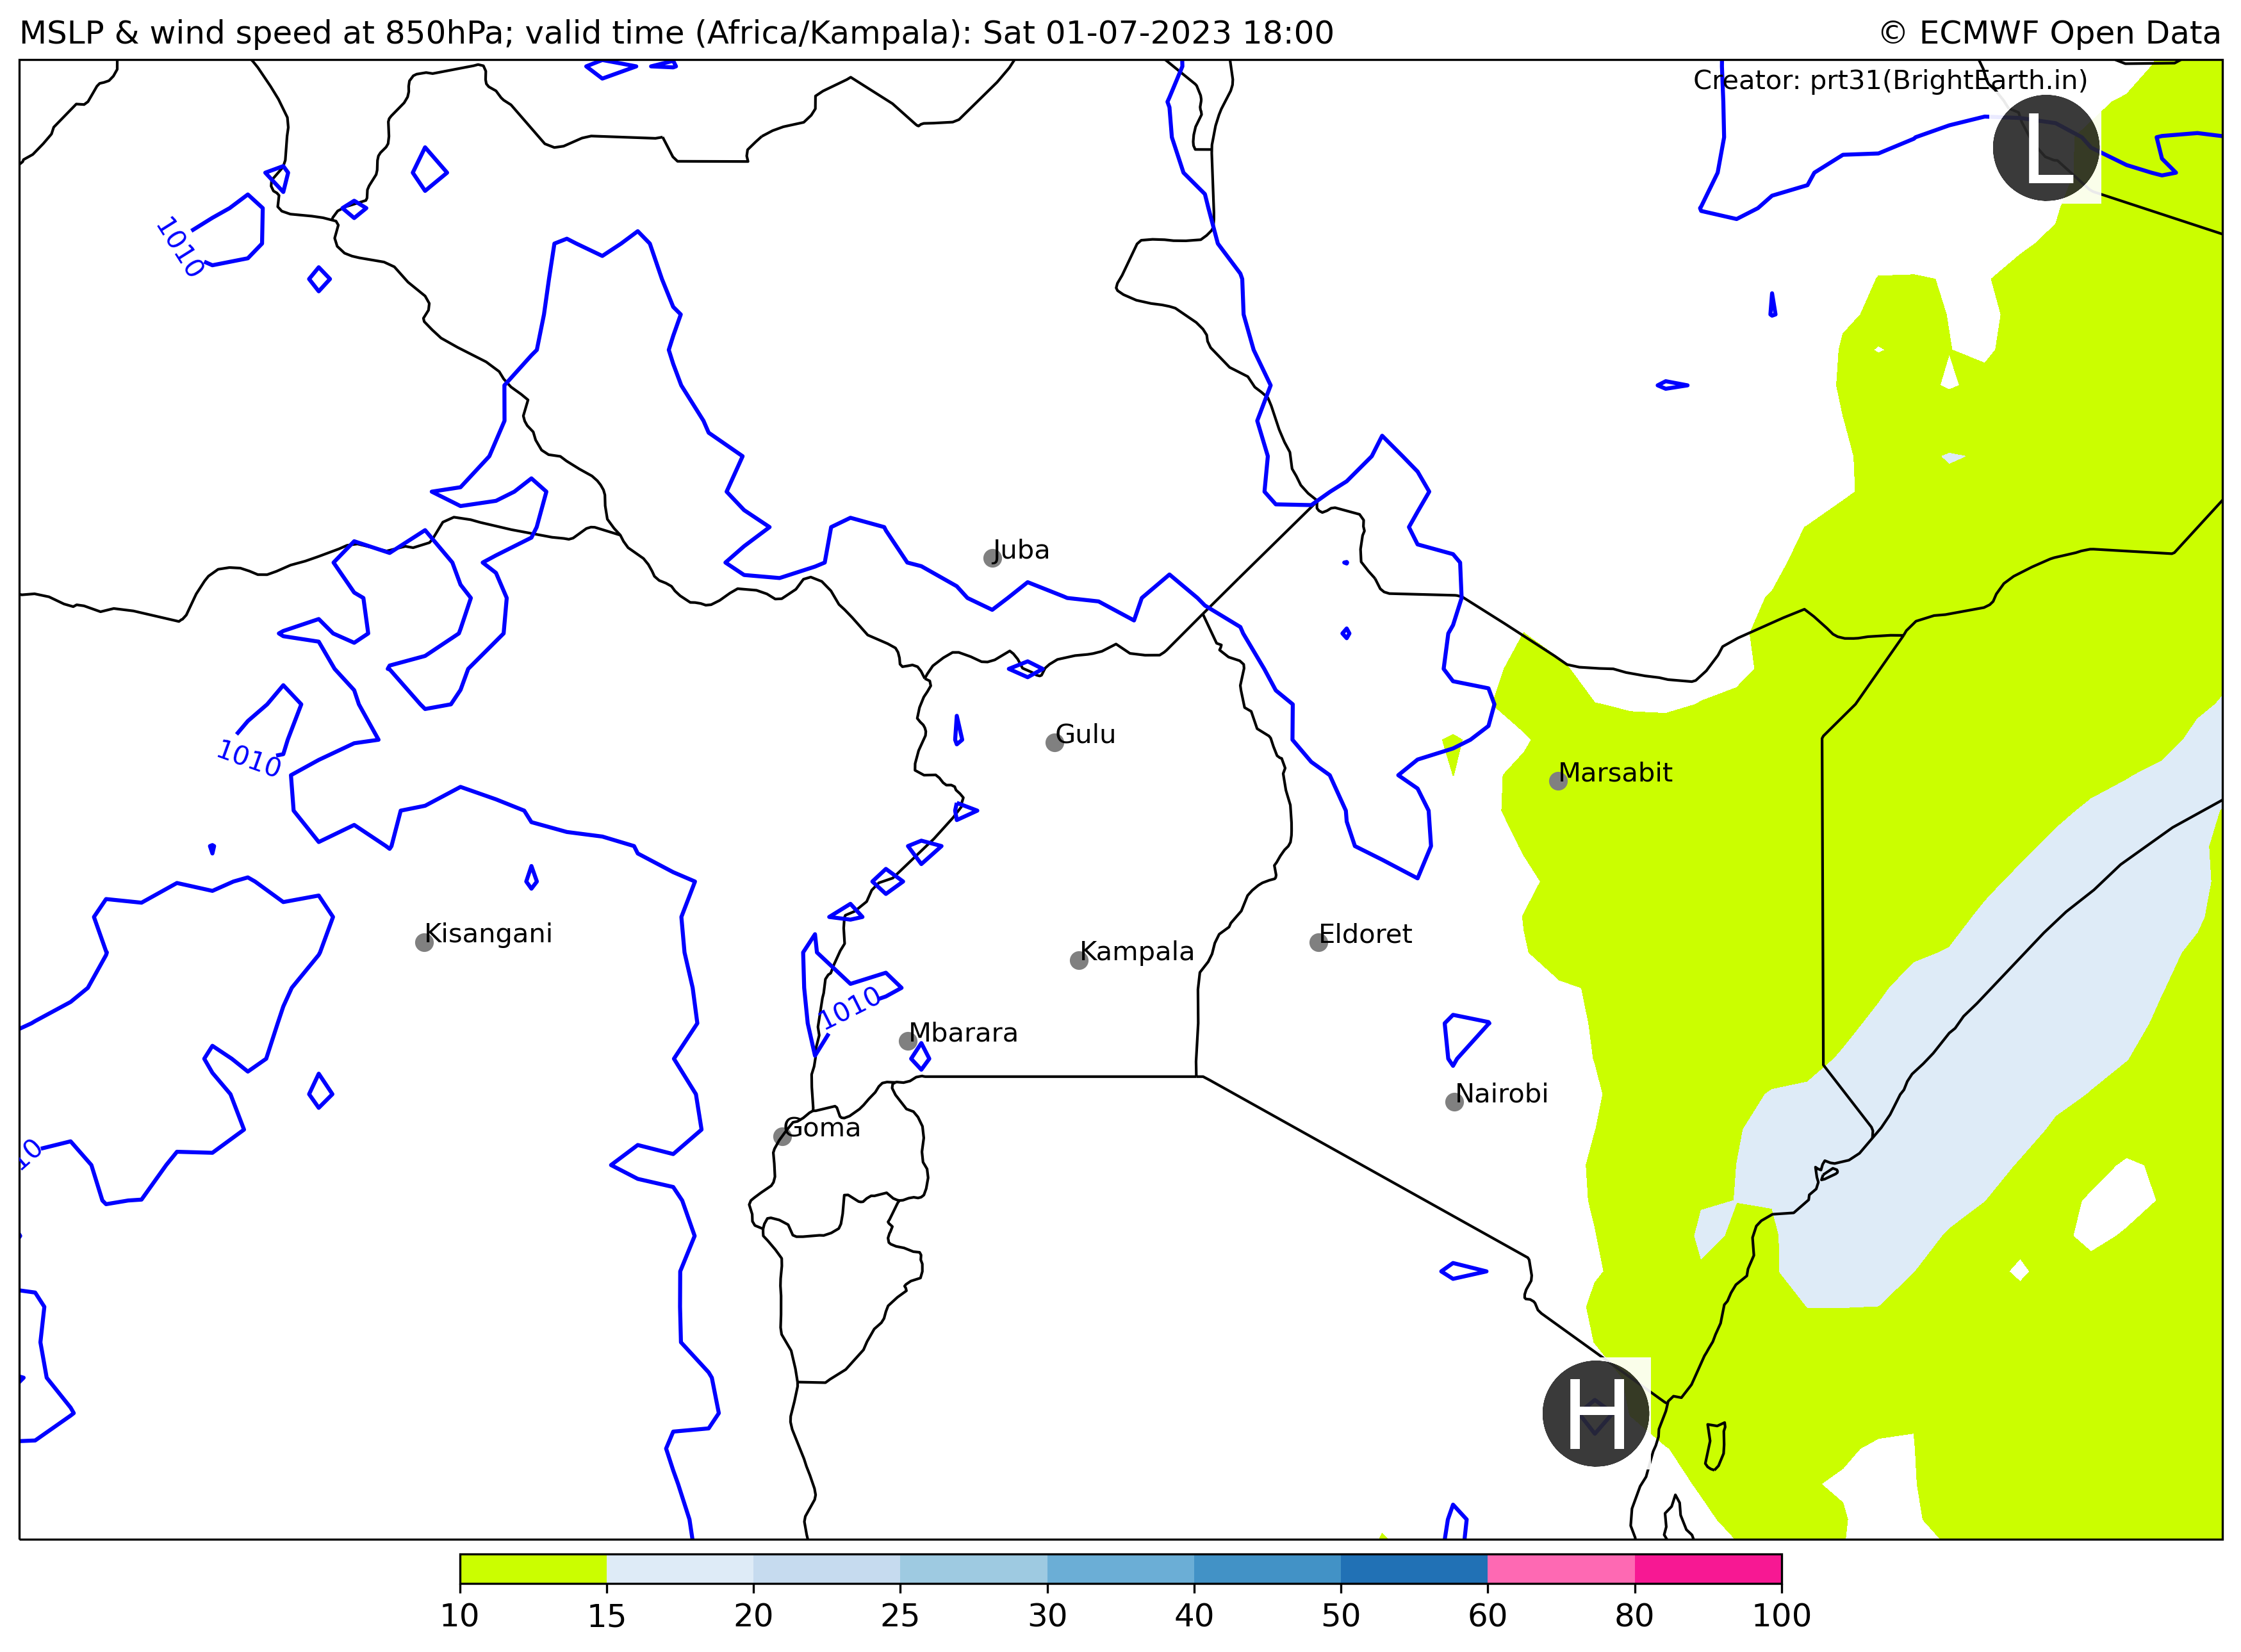 MSLP & wind speed at 850hPa; valid time (Africa/Kampala): Sat 01-07-2023 18:00
© ECMWF Open Data
Creator: prt31(BrightEarth.in)
L
1010
Juba
Gulu
1010
Marsabit
Kisangani
Eldoret
Kampala
1010
Mbarara
Nairobi
Goma
10
H
10 15 20 25 30 40 50 60 80 100